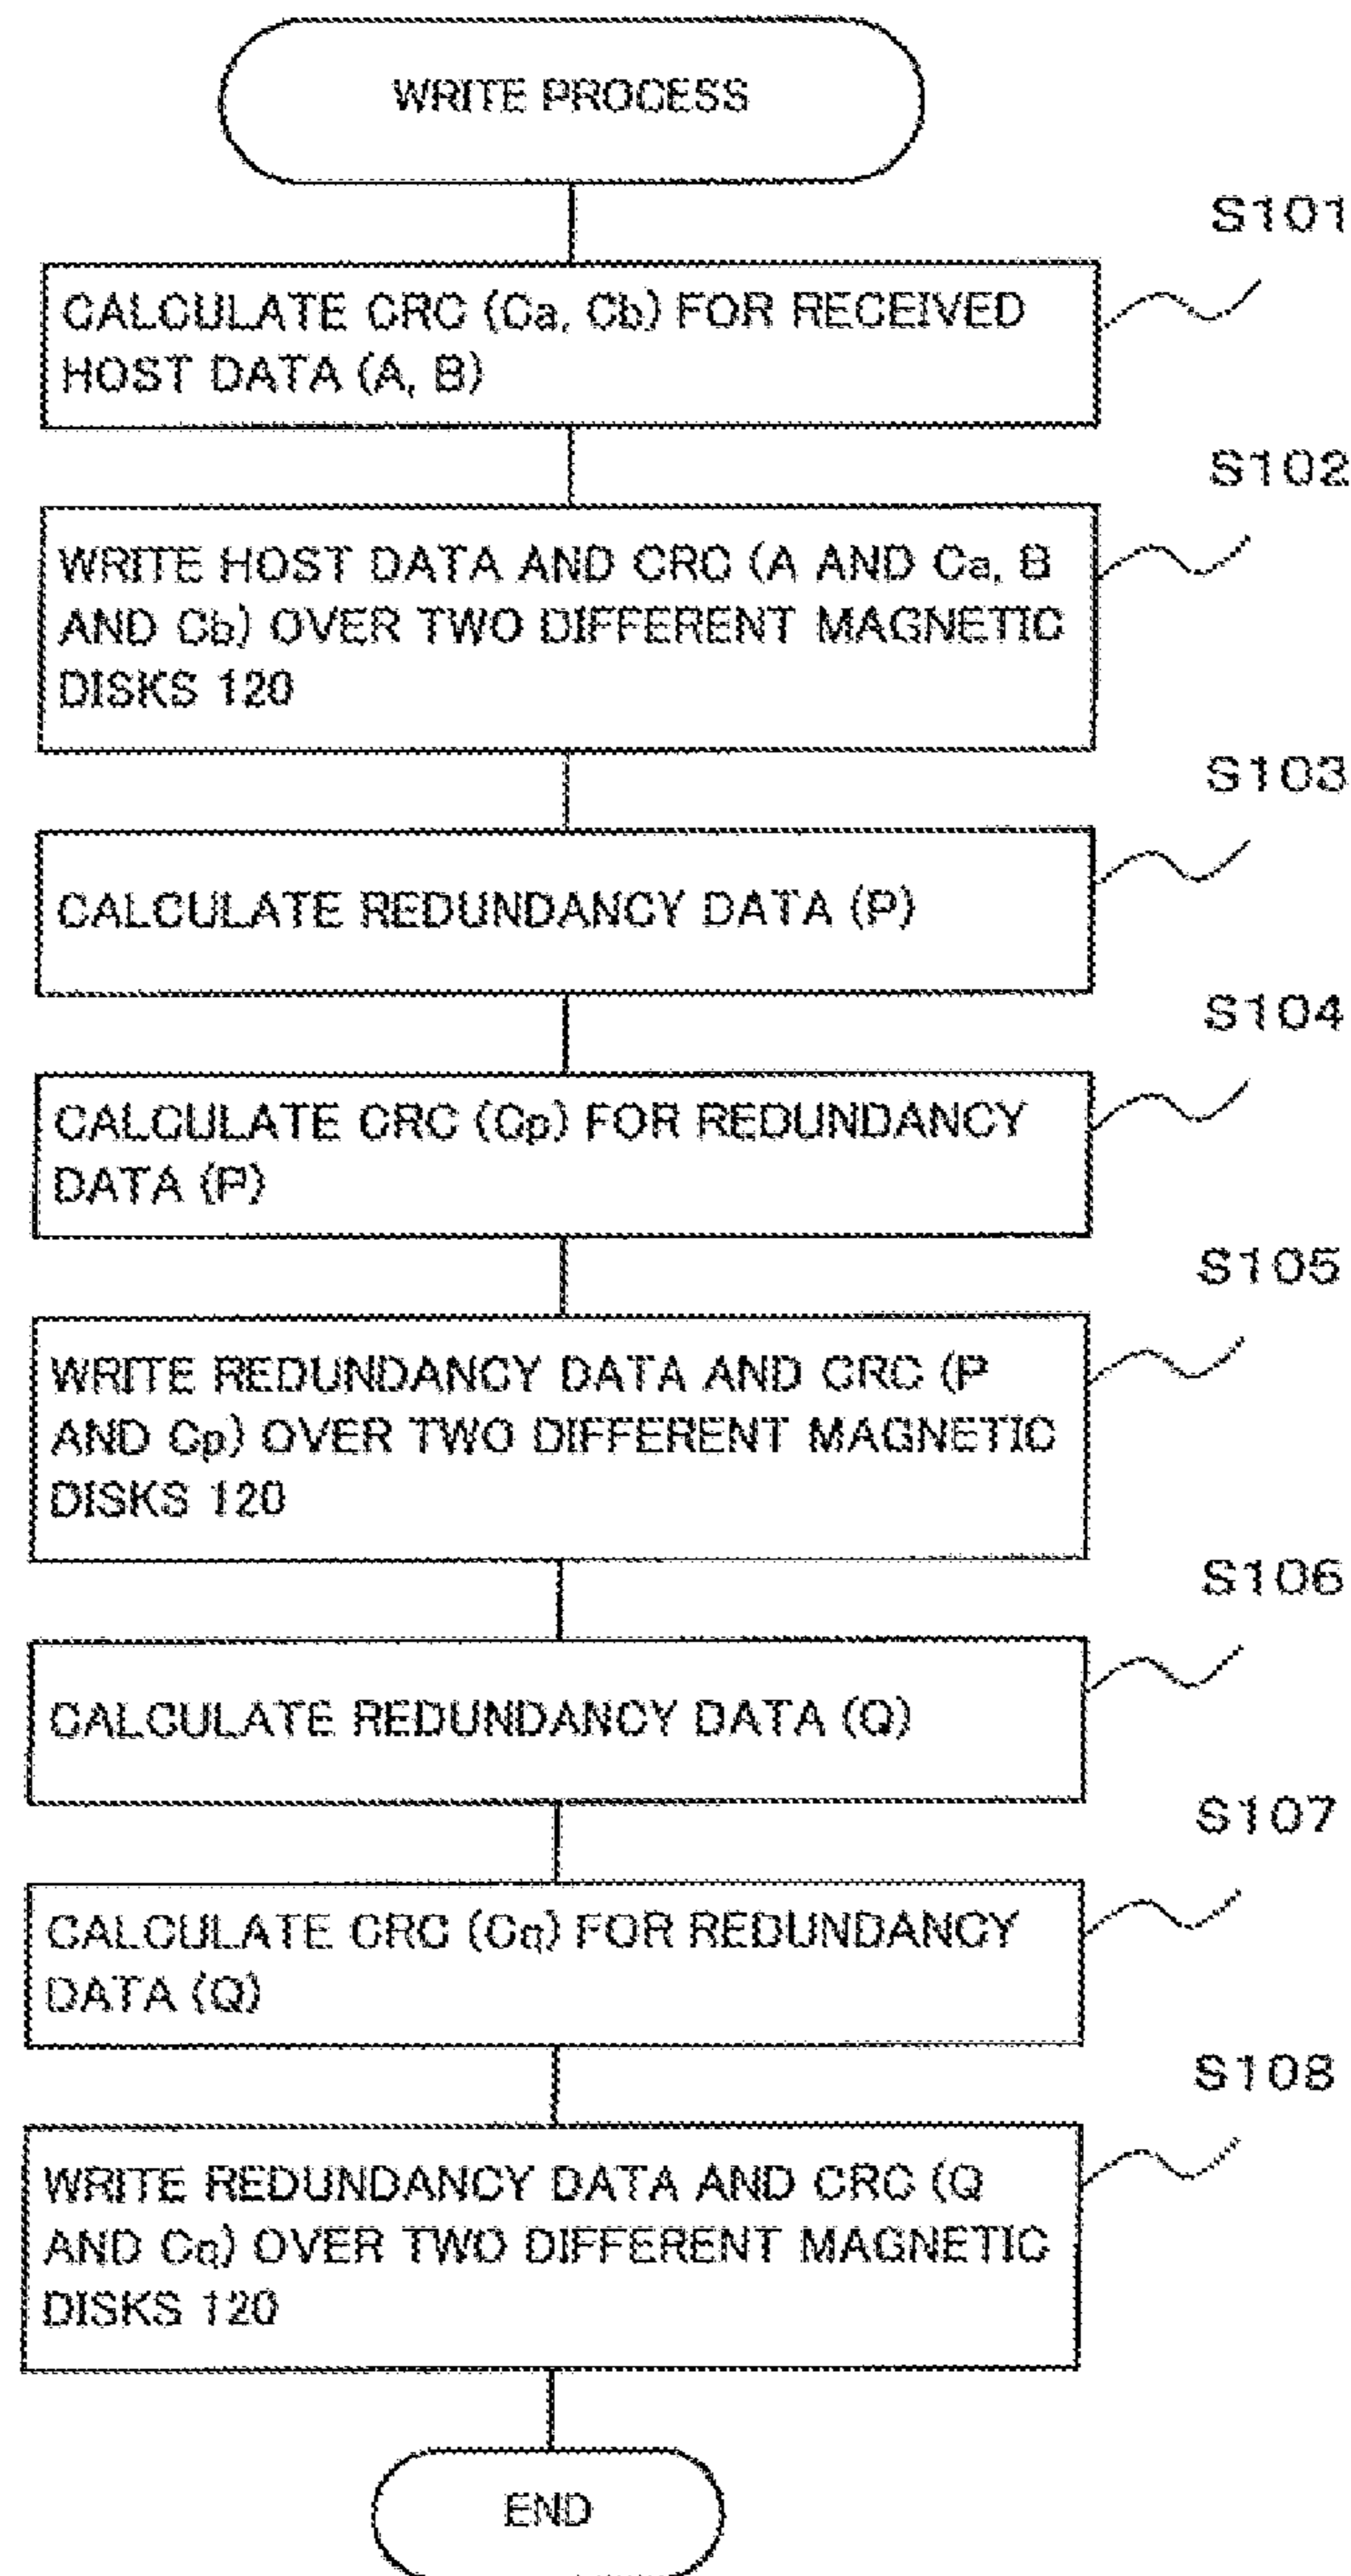 WRITE PROCESS
S101
CALCULATE CRC (Ca, Cb) FOR RECEIVED
HOST DATA (A, B)
S102
WRITE HOST DATA AND CRC (A AND Ca, B
AND Cb) OVER TWO DIFFERENT MAGNETIC
DISKS 120
S103
CALCULATE REDUNDANCY DATA (P)
S104
CALCULATE CRC (Cp) FOR REDUNDANCY
DATA (P)
S105
WRITE REDUNDANCY DATA AND CRC (P
AND Cp) OVER TWO DIFFERENT MAGNETIC
DISKS 120
S106
CALCULATE REDUNDANCY DATA (Q)
S107
CALCULATE CRC (Cq) FOR REDUNDANCY
DATA (Q)
S108
WRITE REDUNDANCY DATA AND CRC (Q
AND Cq) OVER TWO DIFFERENT MAGNETIC
DISKS 120
END